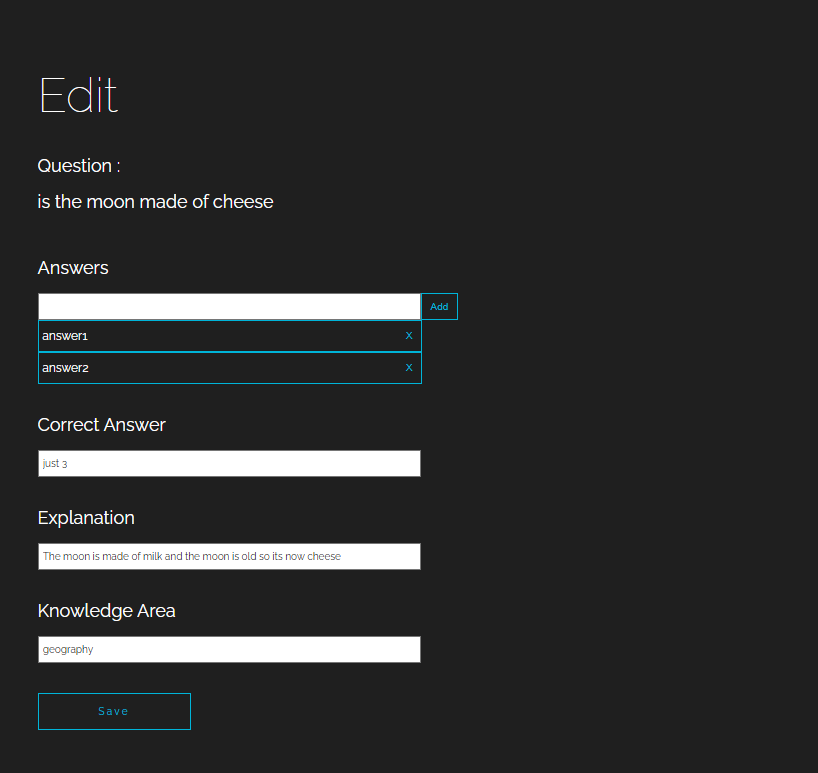 Edit
Question :
is the moon made of cheese
Answers
Add
answer1 X
answer2 X
Correct Answer
just 3
Explanation
The moon is made of milk and the moon is old so its now cheese
Knowledge Area
geography
Save